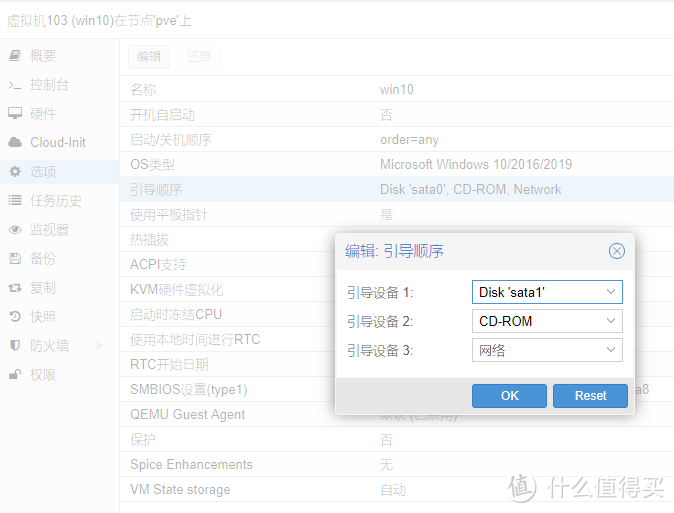 虚拟机103 (win10)在节点'pve'上
概要
控制台
硬件
Cloud-Init
选项
任务历史
监视器
备份
复制
快照
防火墙
权限
编辑 还原
名称 win10
开机自启动 否
启动/关机顺序 order=any
OS类型 Microsoft Windows 10/2016/2019
引导顺序 Disk 'sata0', CD-ROM, Network
使用平板指针 是
热插拔
ACPI支持
KVM硬件虚拟化
启动时冻结CPU
使用本地时间进行RTC
RTC开始日期
SMBIOS设置(type1) a8
QEMU Guest Agent
保护 否
Spice Enhancements 无
VM State storage 自动
编辑: 引导顺序
引导设备 1: Disk 'sata1'
引导设备 2: CD-ROM
引导设备 3: 网络
OK Reset
值 什么值得买